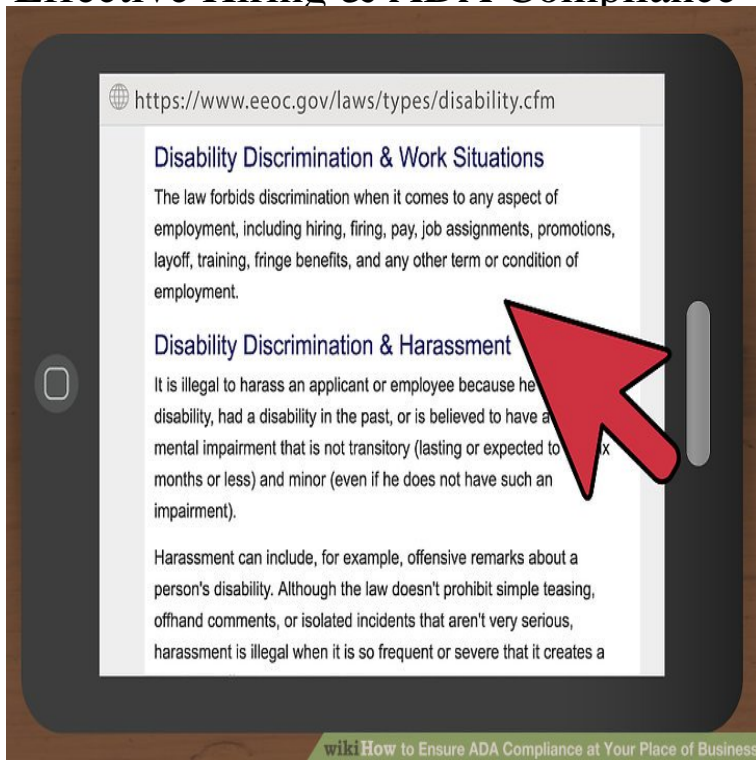 Effective Hiring & ADA Compliance
https://www.eeoc.gov/laws/types/disability.cfm
Disability Discrimination & Work Situations
The law forbids discrimination when it comes to any aspect of
employment, including hiring, firing, pay, job assignments, promotions,
layoff, training, fringe benefits, and any other term or condition of
employment.
Disability Discrimination & Harassment
It is illegal to harass an applicant or employee because he
disability, had a disability in the past, or is believed to have a
mental impairment that is not transitory (lasting or expected to
months or less) and minor (even if he does not have such an
impairment).
Harassment can include, for example, offensive remarks about a
person's disability. Although the law doesn't prohibit simple teasing,
offhand comments, or isolated incidents that aren't very serious,
harassment is illegal when it is so frequent or severe that it creates a
wikiHow to Ensure ADA Compliance at Your Place of Business